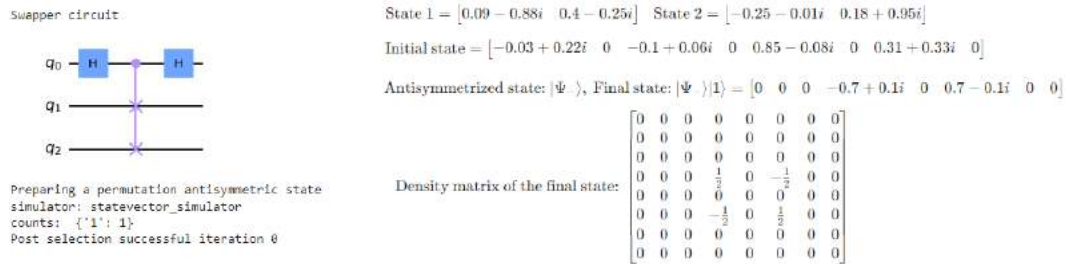 Swapper circuit
q0 H H
q1
q2
Preparing a permutation antisymmetric state
simulator: statevector_simulator
counts: {'1': 1}
Post selection successful iteration 0
State 1 = [0.09 − 0.88i 0.4 − 0.25i] State 2 = [−0.25 − 0.01i 0.18 + 0.95i]
Initial state = [−0.03 + 0.22i 0 −0.1 + 0.06i 0 0.85 − 0.08i 0 0.31 + 0.33i 0]
Antisymmetrized state: |Ψ_⟩, Final state: |Ψ_⟩|1⟩ = [0 0 0 −0.7 + 0.1i 0 0.7 − 0.1i 0 0]
Density matrix of the final state:
[0 0 0 0 0 0 0 0]
[0 0 0 0 0 0 0 0]
[0 0 0 0 0 0 0 0]
[0 0 0 1/2 0 −1/2 0 0]
[0 0 0 0 0 0 0 0]
[0 0 0 −1/2 0 1/2 0 0]
[0 0 0 0 0 0 0 0]
[0 0 0 0 0 0 0 0]